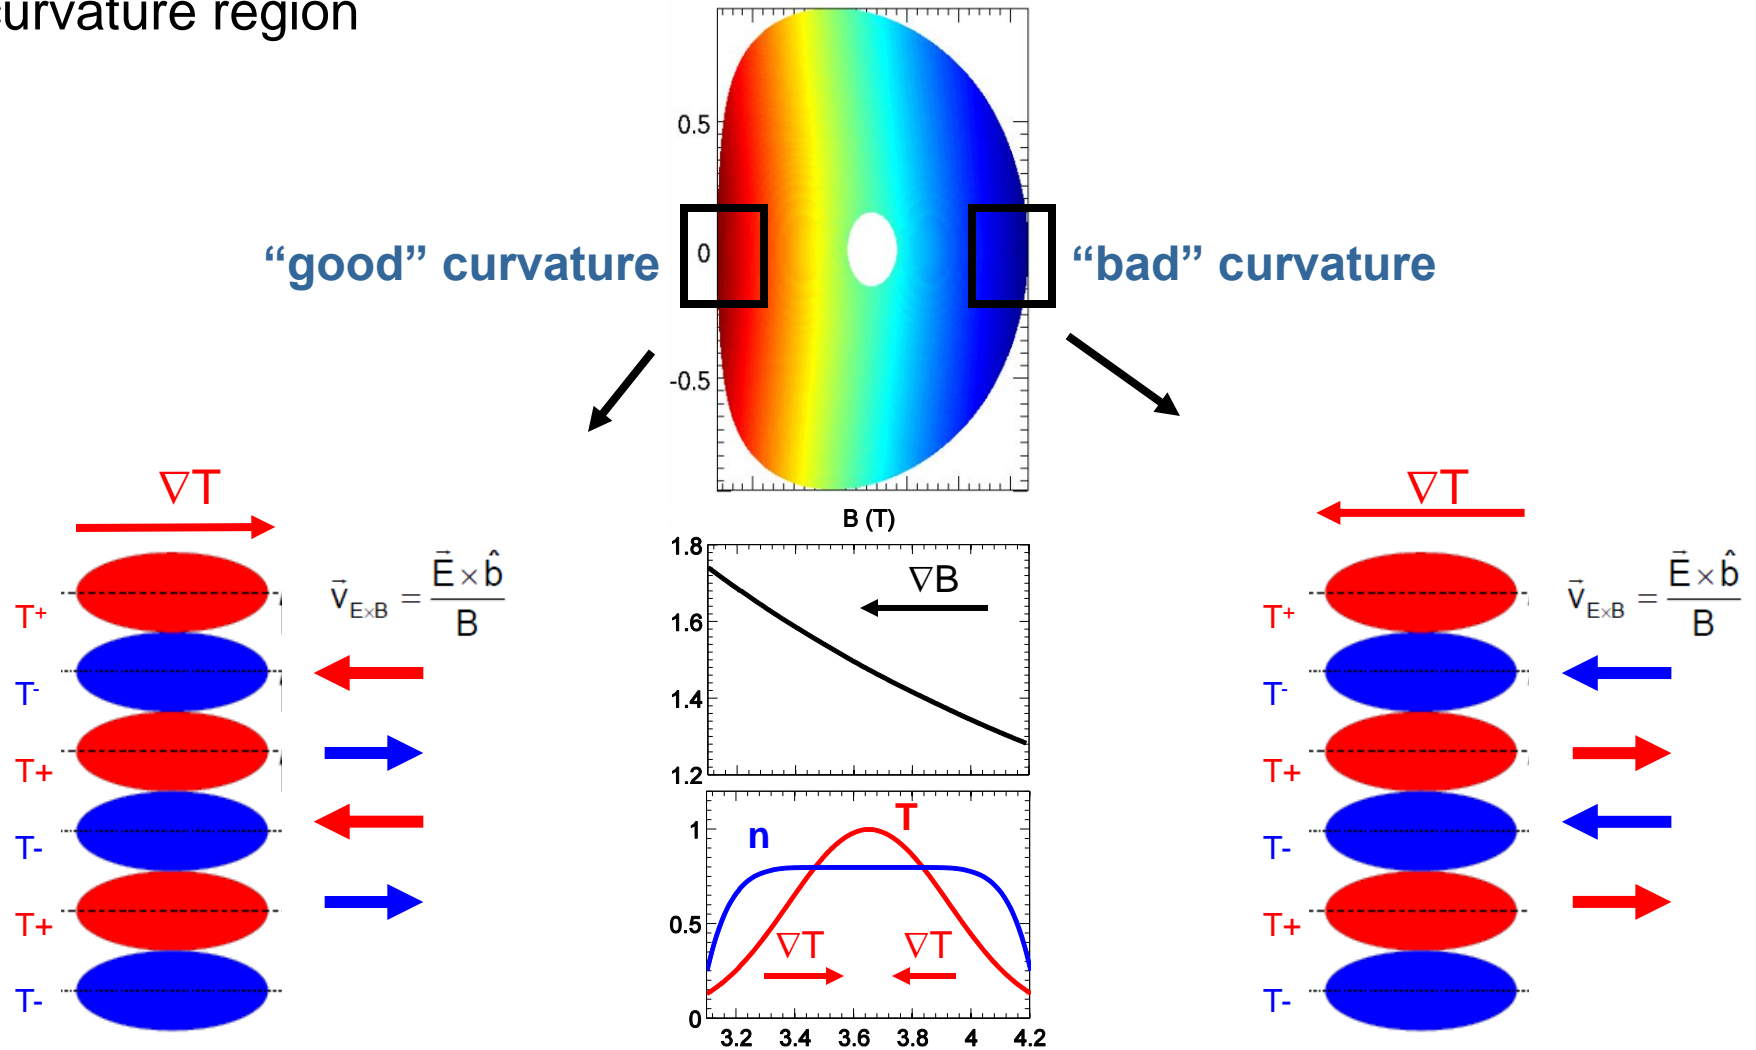 curvature region
0.5
0
-0.5
“good” curvature
“bad” curvature
∇T
T+
T-
T+
T-
T+
T-
v⃗E×B = E⃗ × b̂ / B
B (T)
1.8
1.6
1.4
1.2
∇B
n
T
1
0.5
0
∇T
∇T
3.2 3.4 3.6 3.8 4 4.2
∇T
T+
T-
T+
T-
T+
T-
v⃗E×B = E⃗ × b̂ / B